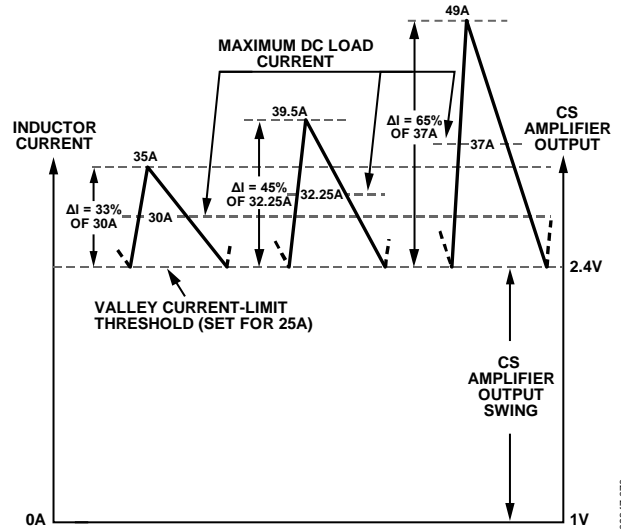 49A
MAXIMUM DC LOAD
CURRENT
INDUCTOR
CURRENT
CS
AMPLIFIER
OUTPUT
39.5A
35A
ΔI = 65%
OF 37A
37A
ΔI = 45%
OF 32.25A
32.25A
ΔI = 33%
OF 30A
30A
2.4V
VALLEY CURRENT-LIMIT
THRESHOLD (SET FOR 25A)
CS
AMPLIFIER
OUTPUT
SWING
0A
1V